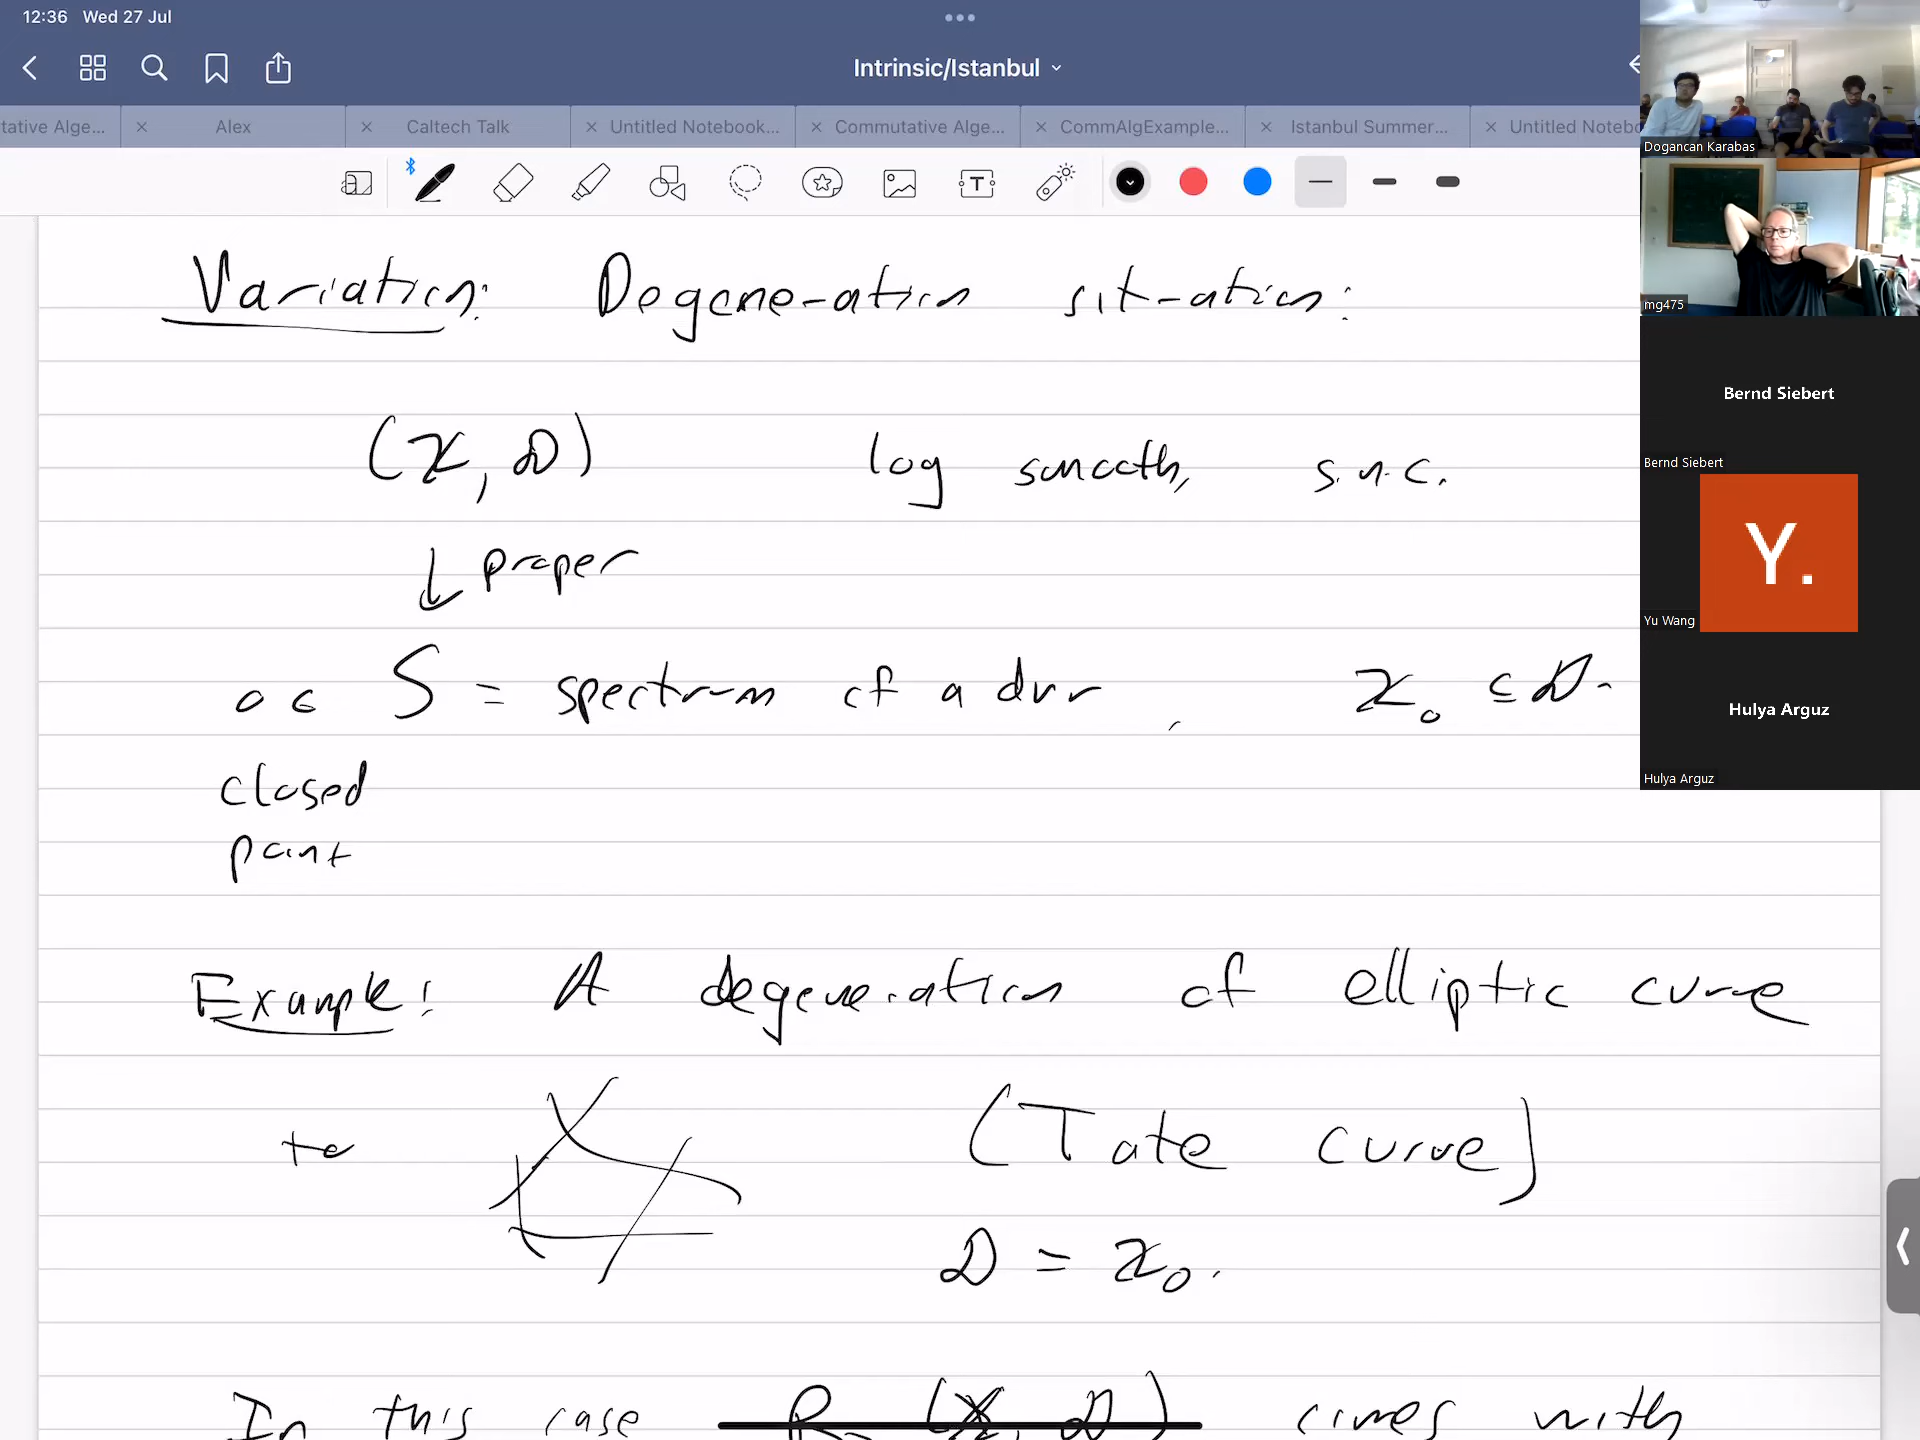 12:36 Wed 27 Jul
Intrinsic/Istanbul
tative Alge...
Alex
Caltech Talk
Untitled Notebook...
Commutative Alge...
CommAlgExample...
Istanbul Summer...
Untitled Notebo
Dogancan Karabas
mg475
Bernd Siebert
Bernd Siebert
Y.
Yu Wang
Hulya Arguz
Hulya Arguz
Variation: Degeneration situation:
(𝒳, 𝒟) log smooth, s.n.c.
↓ proper
0 ∈ S = spectrum of a dvr, 𝒳₀ ⊆ 𝒟.
closed
point
Example: A degeneration of elliptic curve
to (Tate curve)
𝒟 = 𝒳₀.
In this case (𝒳, 𝒟) comes with